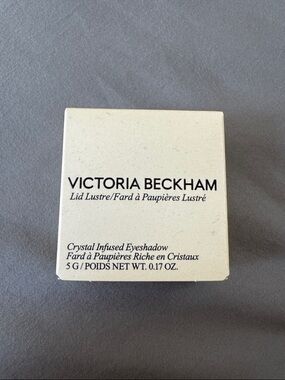 VICTORIA BECKHAM
Lid Lustre/Fard à Paupières Lustré
Crystal Infused Eyeshadow
Fard à Paupières Riche en Cristaux
5 G / POIDS NET WT. 0.17 OZ.